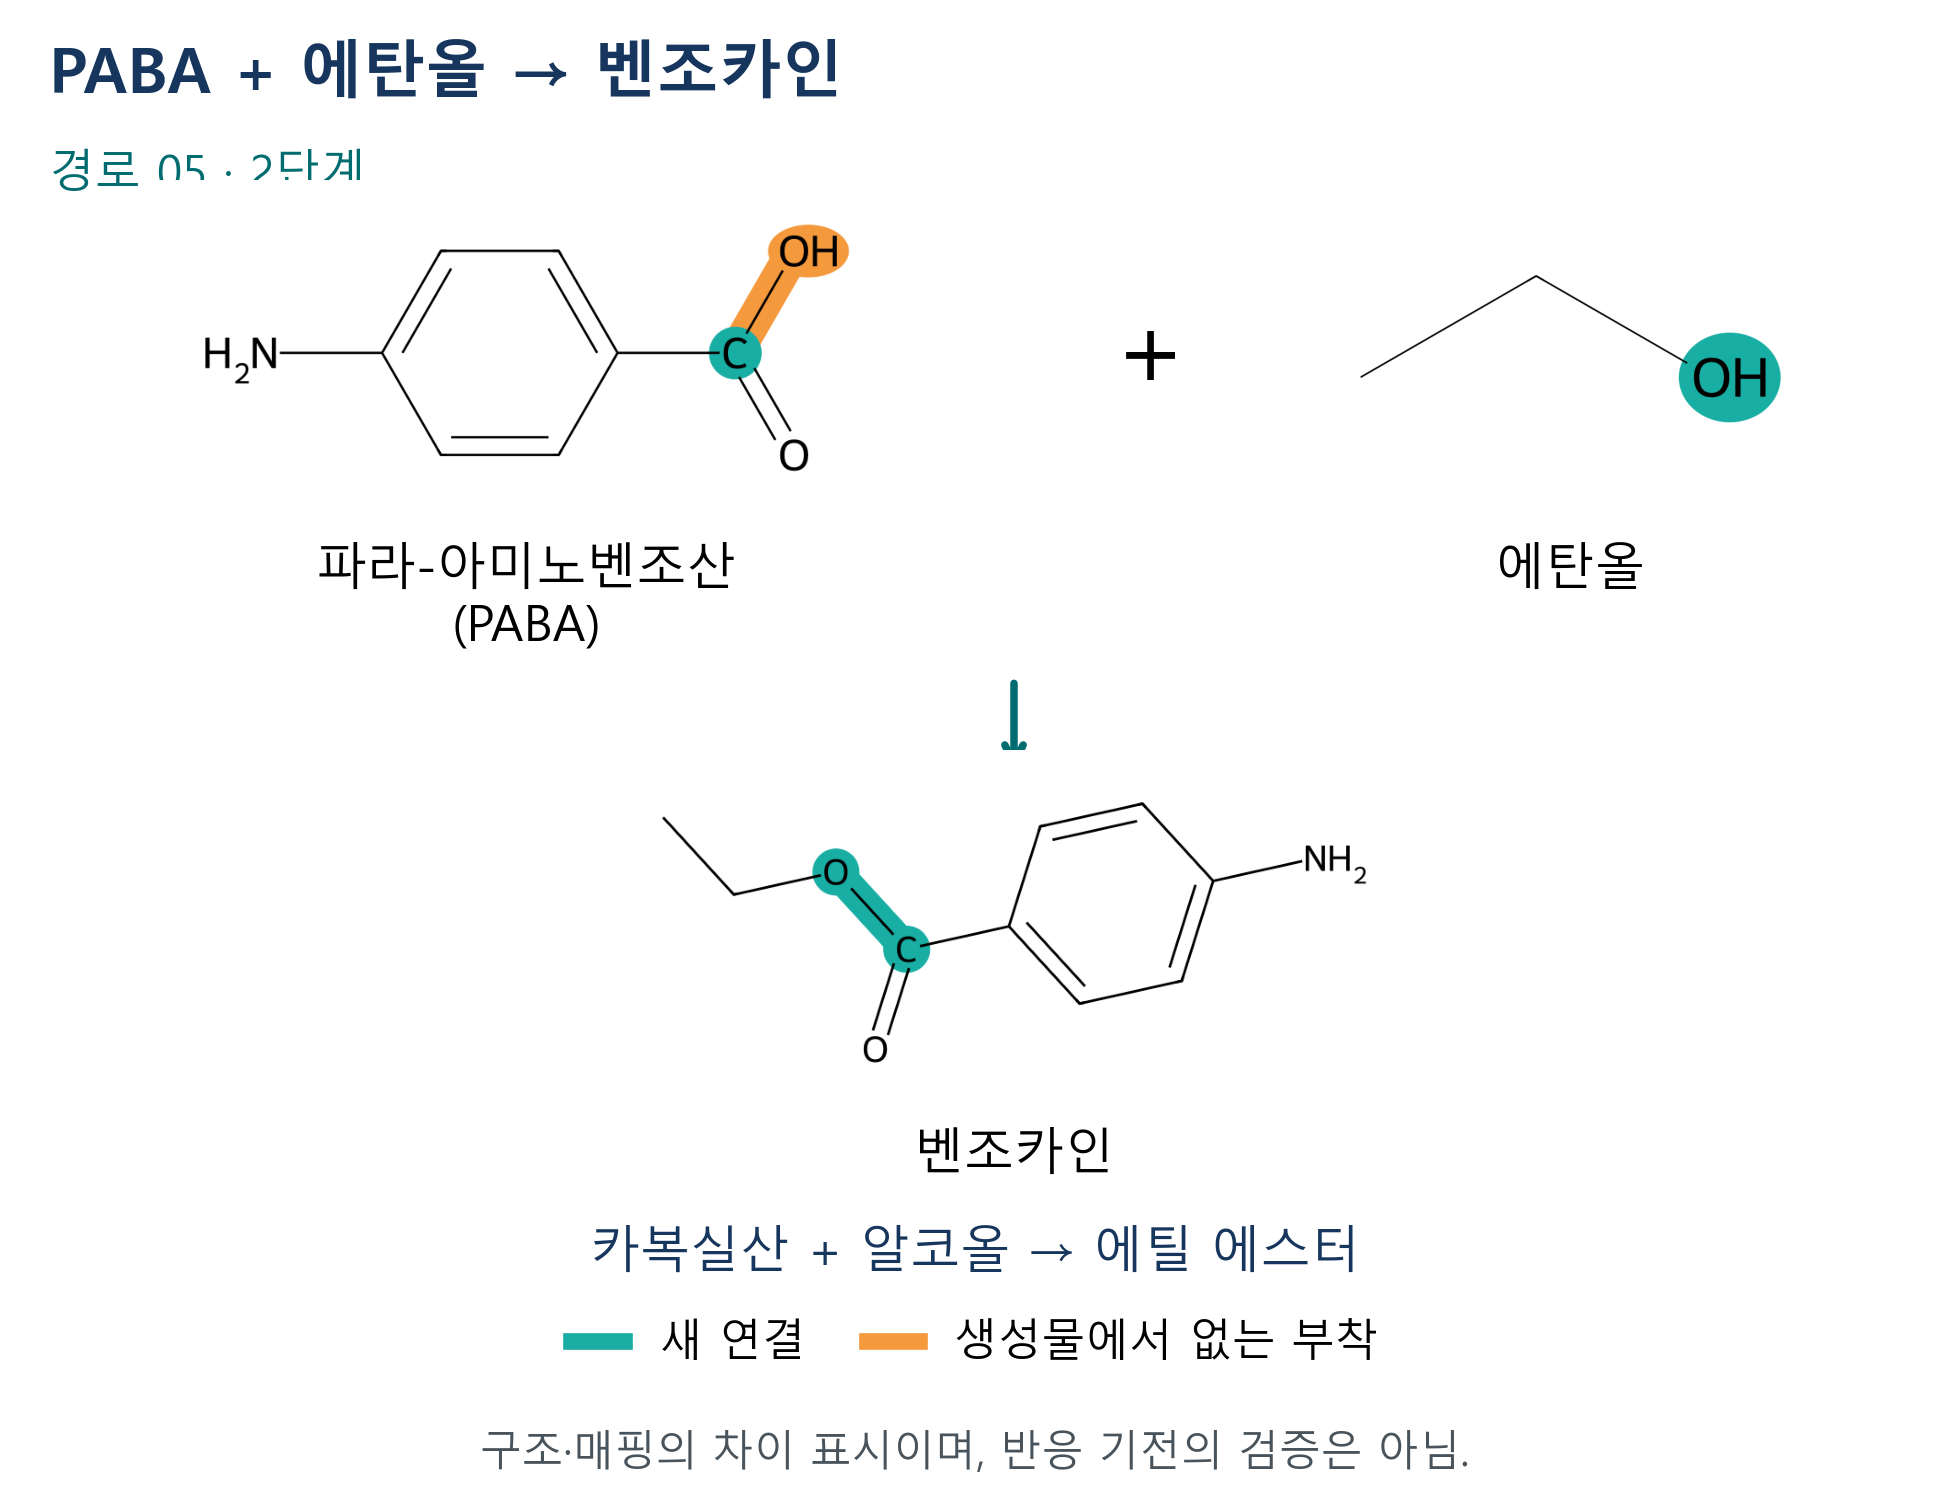 PABA + 에탄올 → 벤조카인
경로 05 · 2단계
H₂N
C
OH
O
+
OH
파라-아미노벤조산
(PABA)
에탄올
↓
O
C
O
NH₂
벤조카인
카복실산 + 알코올 → 에틸 에스터
새 연결 생성물에서 없는 부착
구조·매핑의 차이 표시이며, 반응 기전의 검증은 아님.